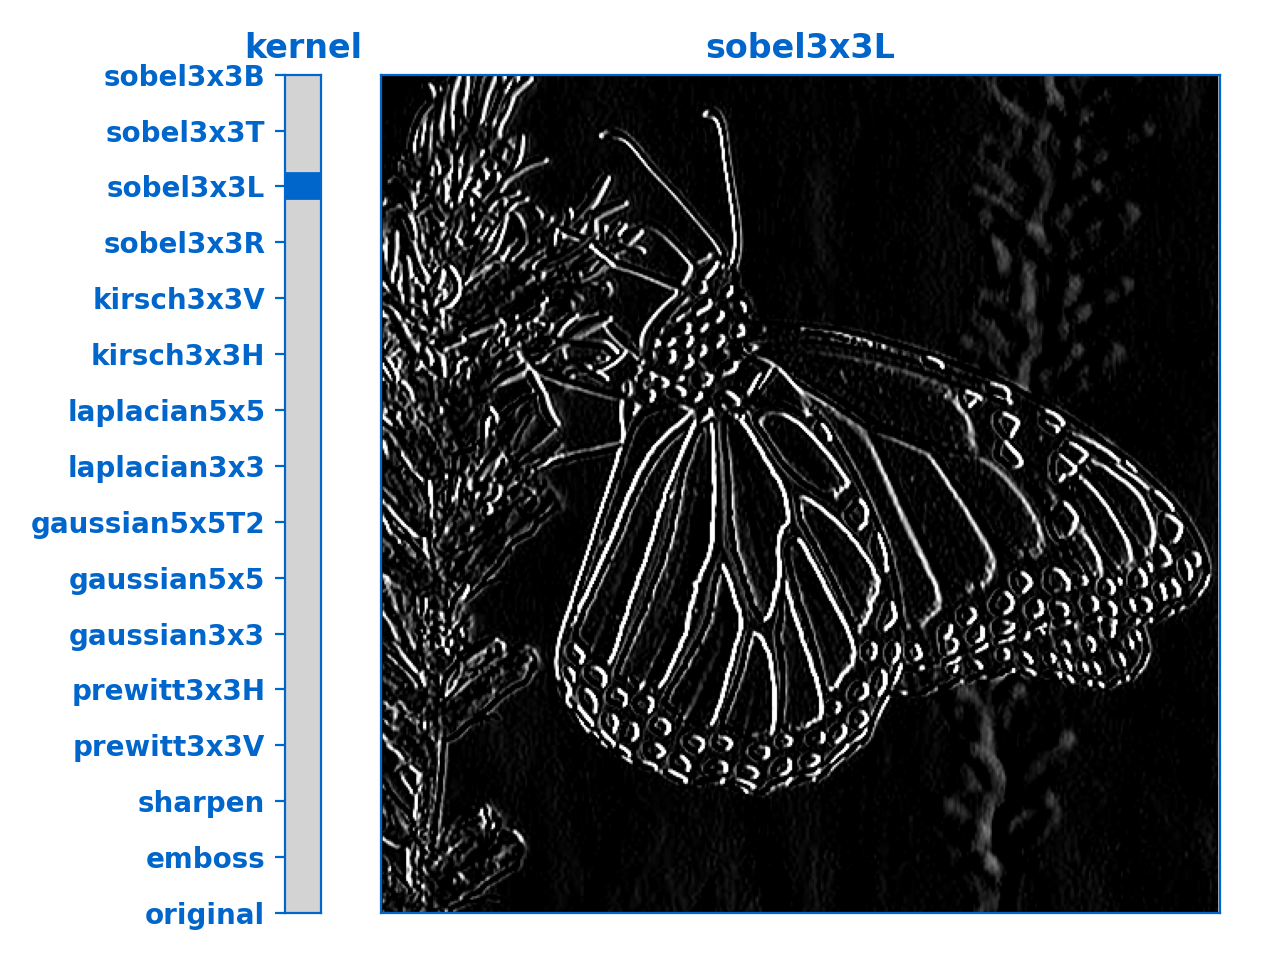 kernel
sobel3x3L
sobel3x3B
sobel3x3T
sobel3x3L
sobel3x3R
kirsch3x3V
kirsch3x3H
laplacian5x5
laplacian3x3
gaussian5x5T2
gaussian5x5
gaussian3x3
prewitt3x3H
prewitt3x3V
sharpen
emboss
original